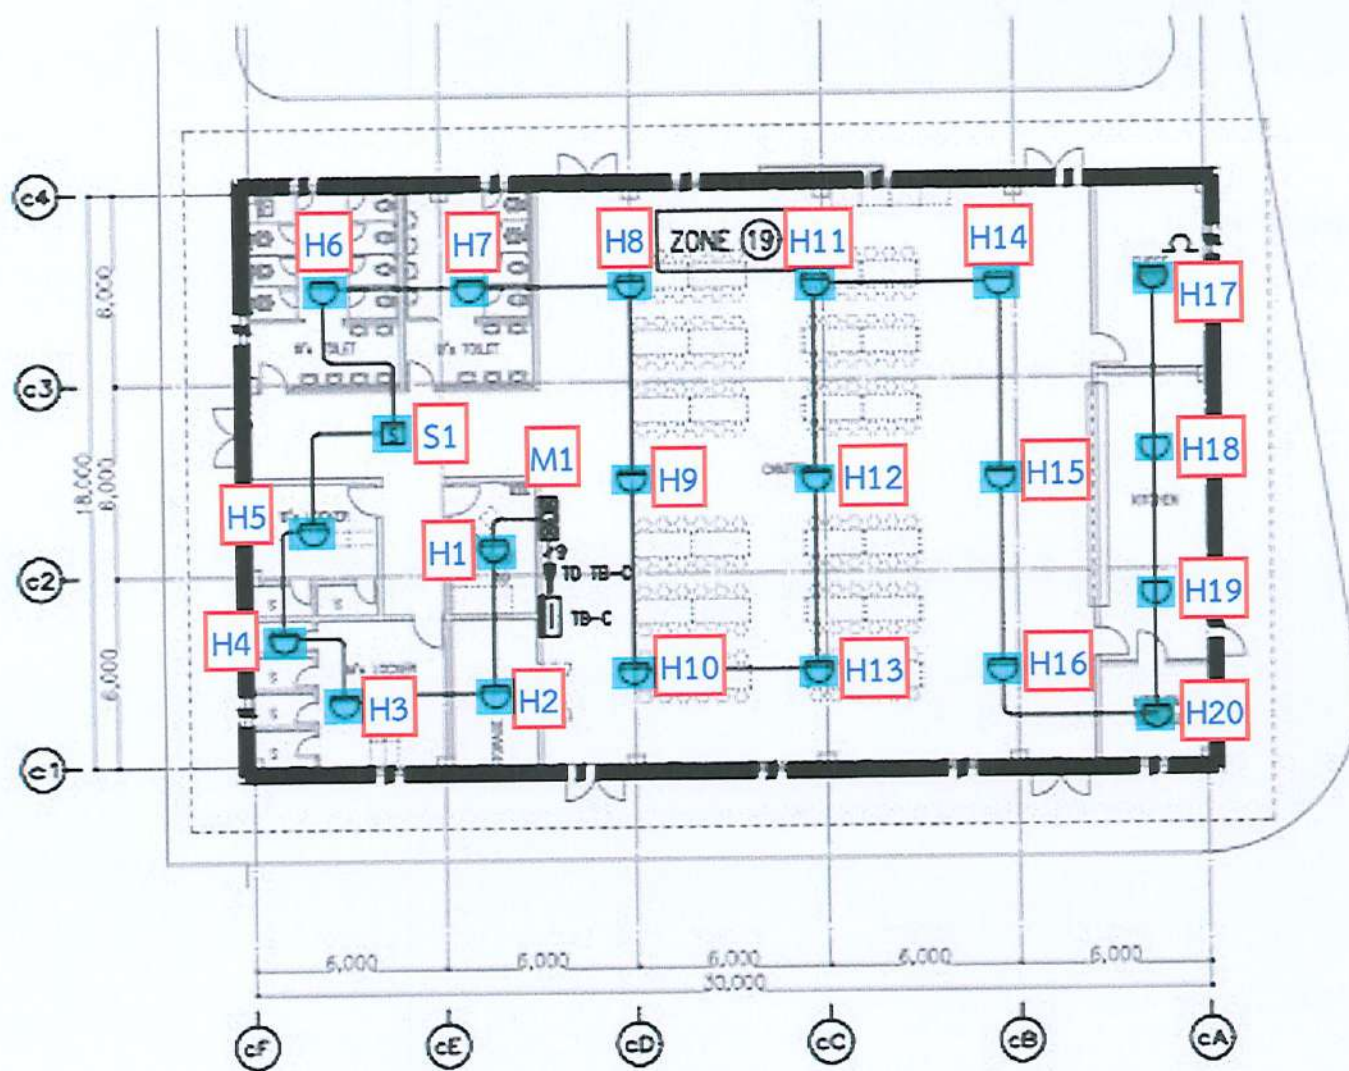 c4
H6
H7
H8
ZONE 19
H11
H14
H17
6,000
M's TOILET
c3
S1
M1
H9
H12
H15
H18
KITCHEN
18,000
6,000
H5
H1
TO TB-C
c2
TB-C
H19
H4
H10
H13
H16
6,000
H3
H2
H20
c1
6,000
6,000
6,000
6,000
6,000
30,000
cF
cE
cD
cC
cB
cA